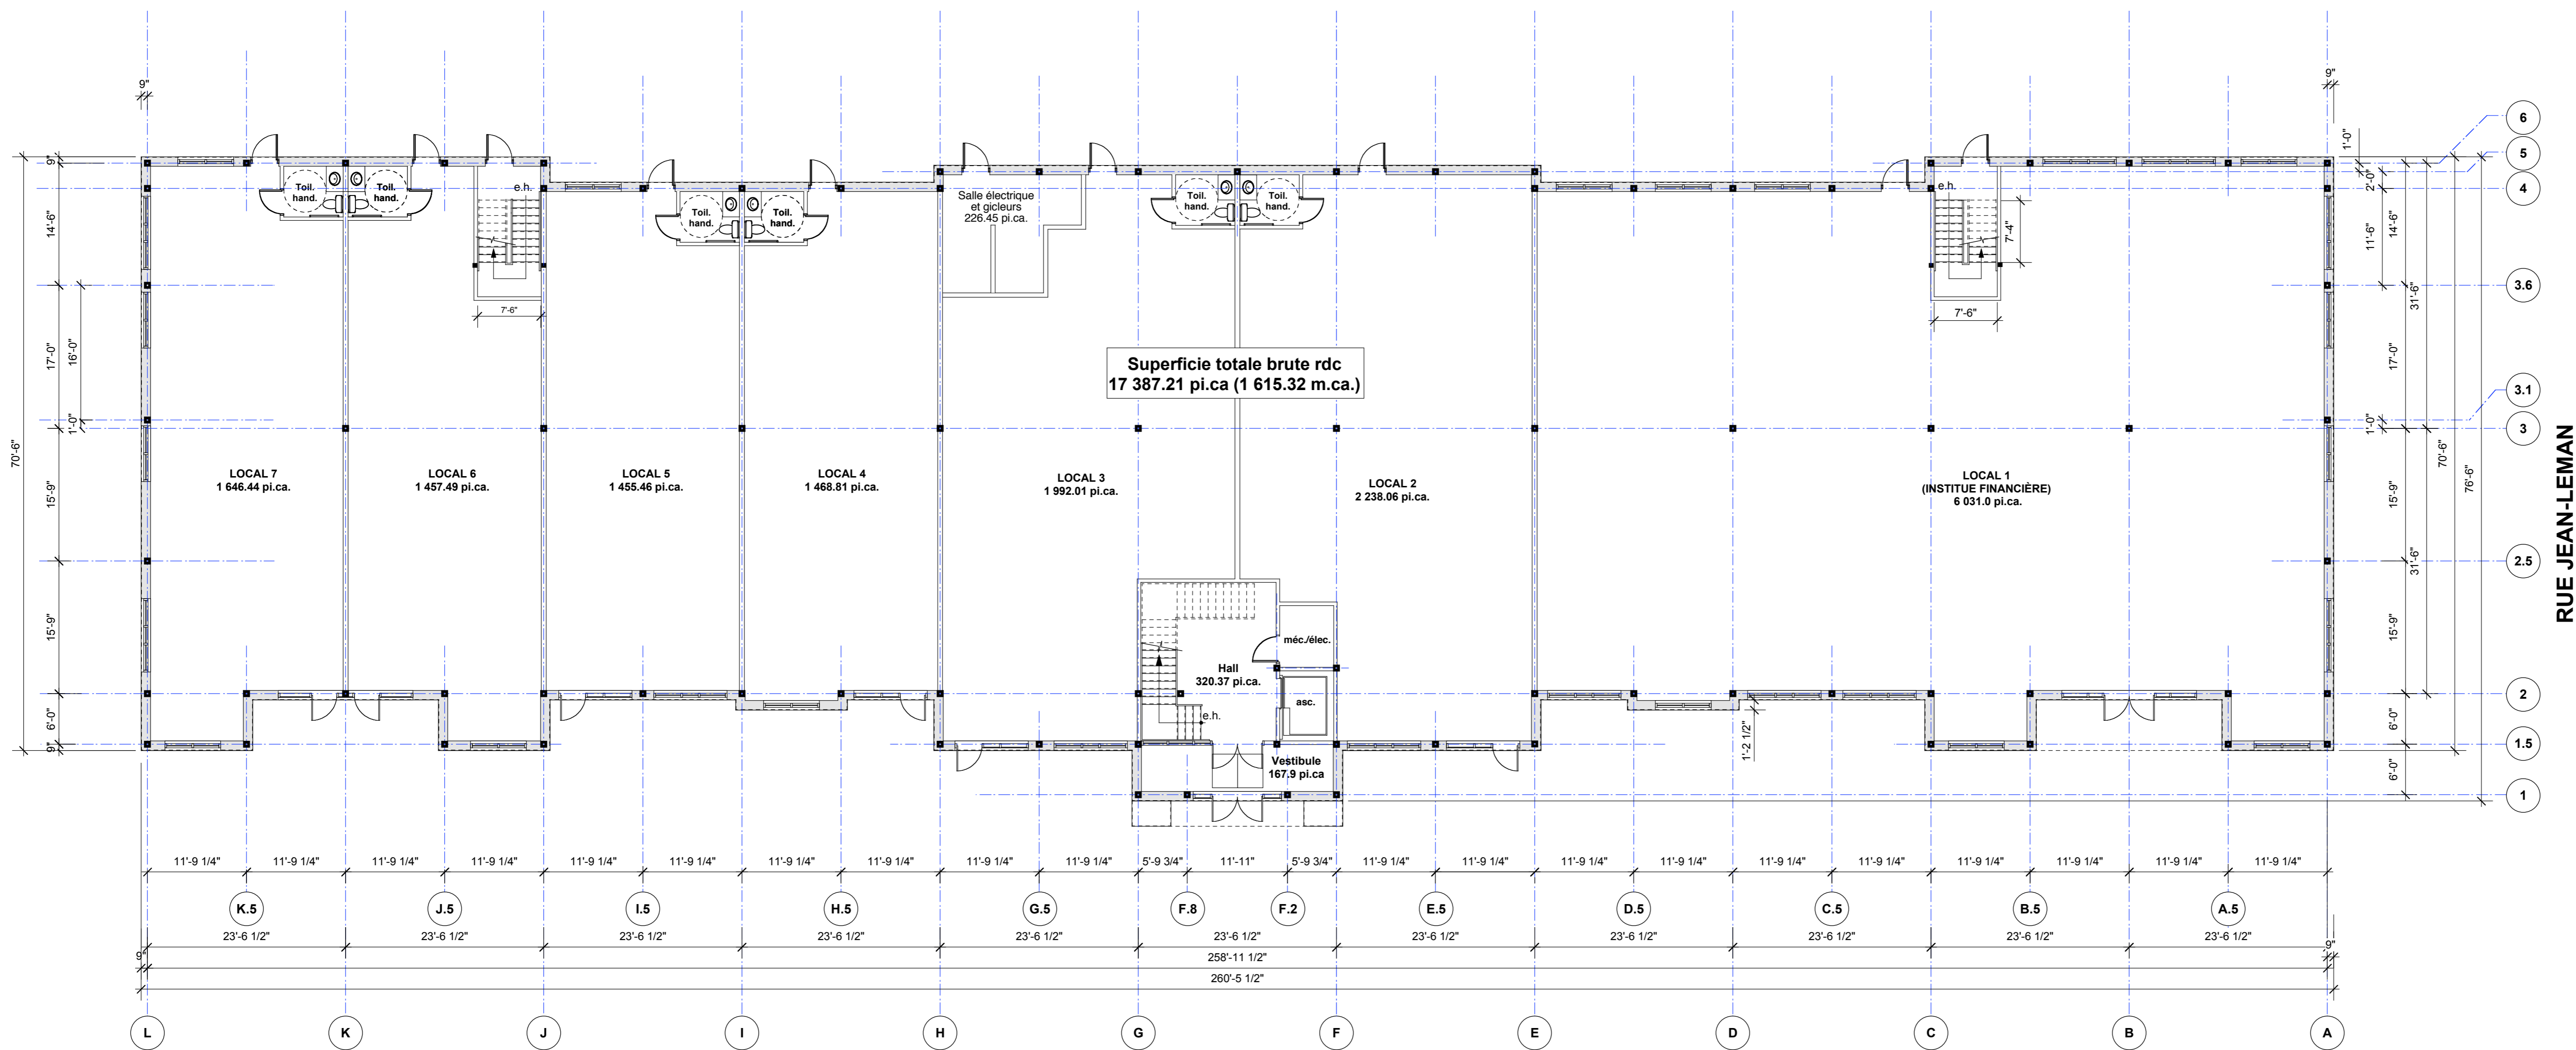 9"
9"
6
1'-0"
5
9"
Toil.
hand.
Toil.
hand.
e.h.
Toil.
hand.
Toil.
hand.
Salle électrique
et gicleurs
226.45 pi.ca.
Toil.
hand.
Toil.
hand.
e.h.
2'-0"
4
14'-6"
7'-4"
11'-6"
14'-6"
3.6
7'-6"
7'-6"
31'-6"
17'-0"
16'-0"
Superficie totale brute rdc
17 387.21 pi.ca (1 615.32 m.ca.)
17'-0"
3.1
1'-0"
1'-0"
3
70'-6"
70'-6"
76'-6"
RUE JEAN-LEMAN
LOCAL 7
1 646.44 pi.ca.
LOCAL 6
1 457.49 pi.ca.
LOCAL 5
1 455.46 pi.ca.
LOCAL 4
1 468.81 pi.ca.
LOCAL 3
1 992.01 pi.ca.
LOCAL 2
2 238.06 pi.ca.
LOCAL 1
(INSTITUE FINANCIÈRE)
6 031.0 pi.ca.
15'-9"
15'-9"
31'-6"
2.5
15'-9"
15'-9"
méc./élec.
Hall
320.37 pi.ca.
asc.
e.h.
2
6'-0"
6'-0"
1'-2 1/2"
9"
1.5
Vestibule
167.9 pi.ca
6'-0"
1
11'-9 1/4" 11'-9 1/4" 11'-9 1/4" 11'-9 1/4" 11'-9 1/4" 11'-9 1/4" 11'-9 1/4" 11'-9 1/4" 11'-9 1/4" 11'-9 1/4" 5'-9 3/4" 11'-11" 5'-9 3/4" 11'-9 1/4" 11'-9 1/4" 11'-9 1/4" 11'-9 1/4" 11'-9 1/4" 11'-9 1/4" 11'-9 1/4" 11'-9 1/4" 11'-9 1/4" 11'-9 1/4"
K.5 J.5 I.5 H.5 G.5 F.8 F.2 E.5 D.5 C.5 B.5 A.5
23'-6 1/2" 23'-6 1/2" 23'-6 1/2" 23'-6 1/2" 23'-6 1/2" 23'-6 1/2" 23'-6 1/2" 23'-6 1/2" 23'-6 1/2" 23'-6 1/2" 23'-6 1/2"
9" 258'-11 1/2" 9"
260'-5 1/2"
L K J I H G F E D C B A